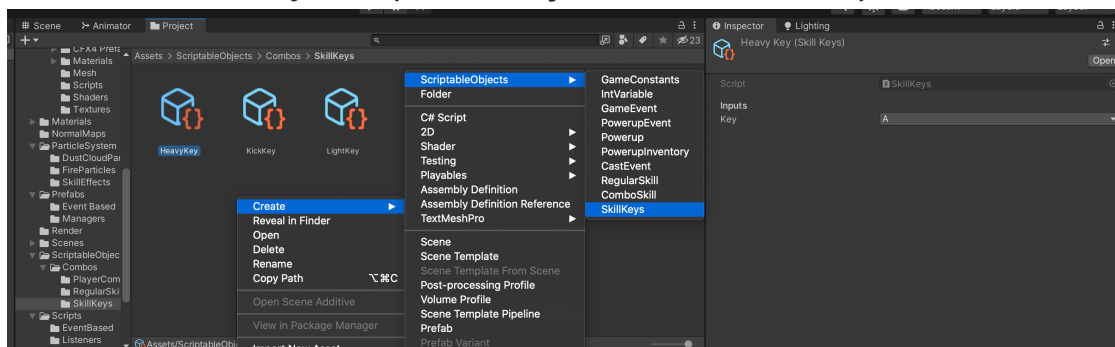 Scene
Animator
Project
Inspector
Lighting
23
Heavy Key (Skill Keys)
Open
Materials
Mesh
Scripts
Shaders
Textures
Materials
NormalMaps
ParticleSystem
DustCloudPar
FireParticles
SkillEffects
Prefabs
Event Based
Managers
Render
Scenes
ScriptableObjec
Combos
PlayerCom
RegularSki
SkillKeys
Scripts
EventBased
Listeners
Assets > ScriptableObjects > Combos > SkillKeys
HeavyKey
KickKey
LightKey
Create
Reveal in Finder
Open
Delete
Rename
Copy Path ⌥⌘C
Open Scene Additive
View in Package Manager
Import New Asset
Assets/ScriptableObj
ScriptableObjects
Folder
C# Script
2D
Shader
Testing
Playables
Assembly Definition
Assembly Definition Reference
TextMeshPro
Scene
Scene Template
Scene Template From Scene
Post-processing Profile
Volume Profile
Scene Template Pipeline
Prefab
Prefab Variant
GameConstants
IntVariable
GameEvent
PowerupEvent
Powerup
PowerupInventory
CastEvent
RegularSkill
ComboSkill
SkillKeys
Script SkillKeys
Inputs
Key A